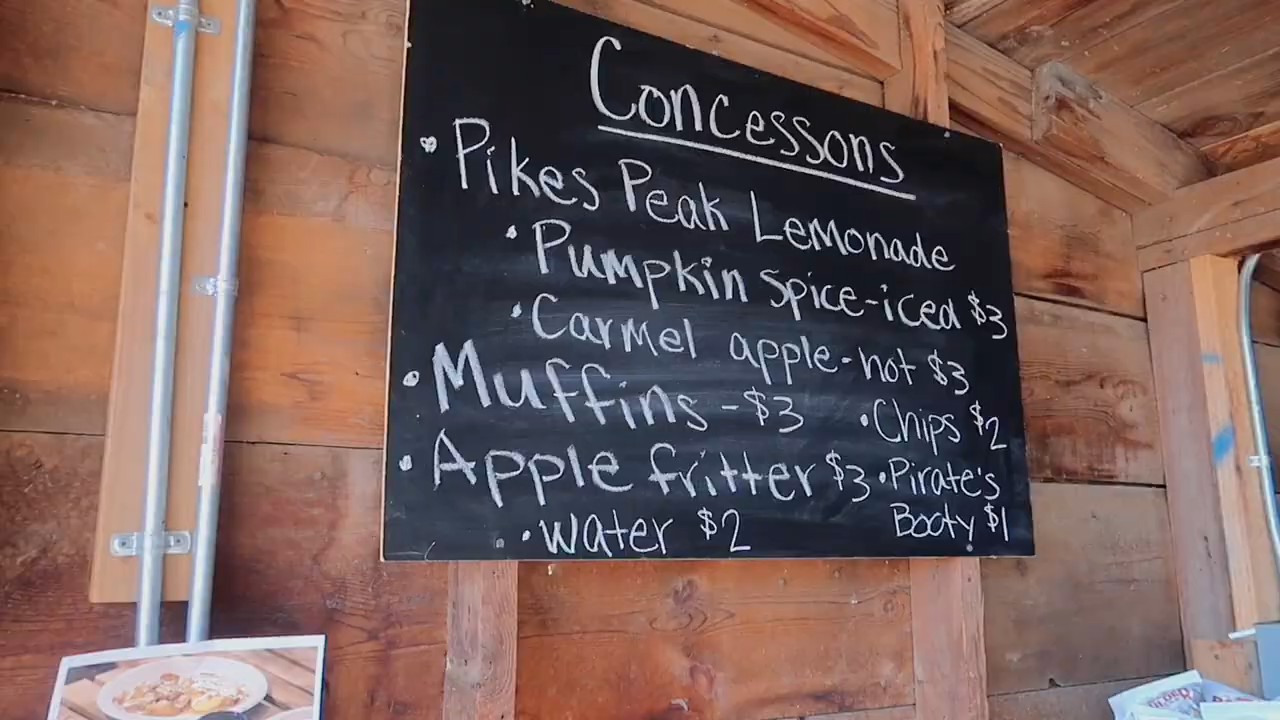 Concessons
• Pikes Peak Lemonade
• Pumpkin spice-iced $3
• Carmel apple-hot $3
• Muffins - $3
• Chips $2
• Apple fritter $3
• Pirate's
Booty $1
• water $2